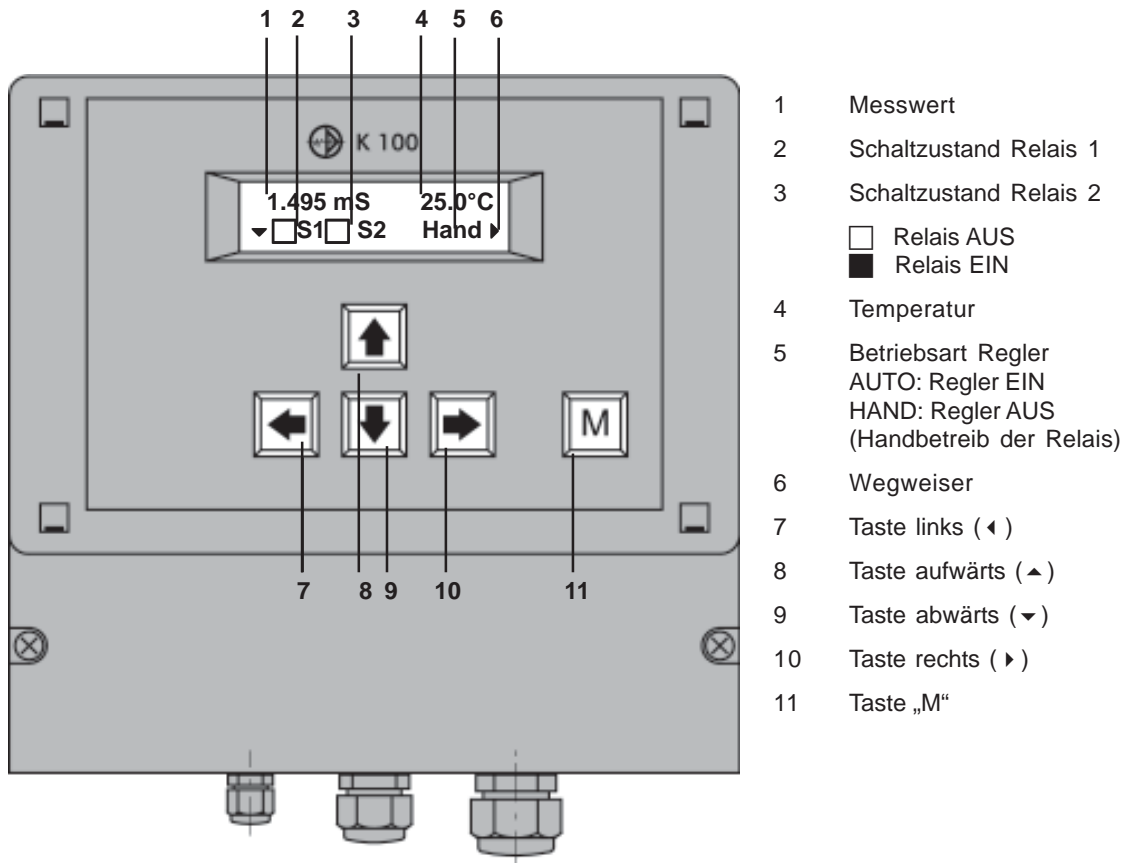 1 2 3 4 5 6
K 100
1.495 mS 25.0°C
▾ □ S1 □ S2 Hand ▸
M
7 8 9 10 11
1 Messwert
2 Schaltzustand Relais 1
3 Schaltzustand Relais 2
□ Relais AUS
■ Relais EIN
4 Temperatur
5 Betriebsart Regler
AUTO: Regler EIN
HAND: Regler AUS
(Handbetreib der Relais)
6 Wegweiser
7 Taste links (◂)
8 Taste aufwärts (▴)
9 Taste abwärts (▾)
10 Taste rechts (▸)
11 Taste „M“